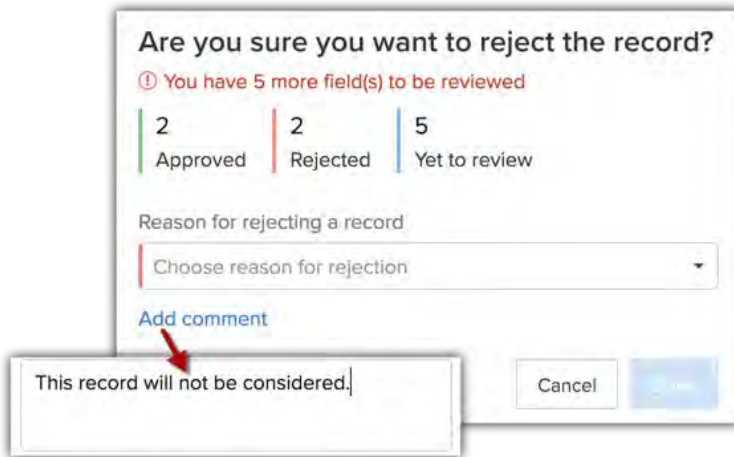 Are you sure you want to reject the record?
You have 5 more field(s) to be reviewed
2 2 5
Approved Rejected Yet to review
Reason for rejecting a record
Choose reason for rejection
Add comment
This record will not be considered.
Cancel